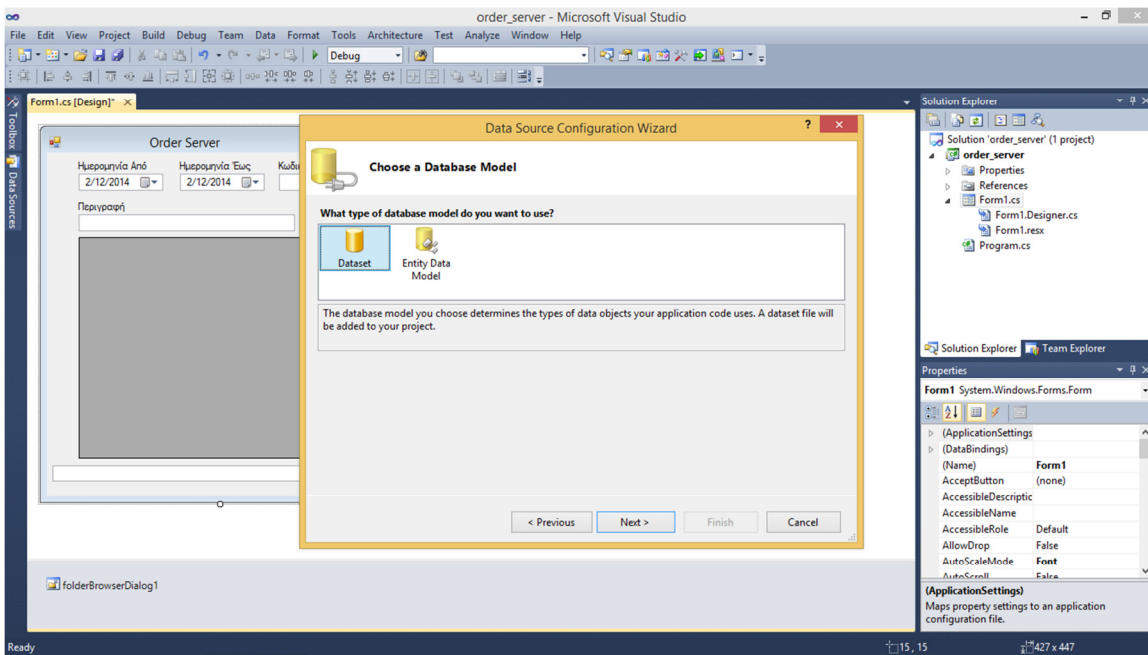 order_server - Microsoft Visual Studio
File Edit View Project Build Debug Team Data Format Tools Architecture Test Analyze Window Help
Debug
Toolbox
Data Sources
Form1.cs [Design]* ×
Order Server
Ημερομηνία Από Ημερομηνία Έως
2/12/2014 2/12/2014
Περιγραφή
folderBrowserDialog1
Data Source Configuration Wizard ?
Choose a Database Model
What type of database model do you want to use?
Dataset
Entity Data
Model
The database model you choose determines the types of data objects your application code uses. A dataset file will
be added to your project.
< Previous Next > Finish Cancel
Solution Explorer
Solution 'order_server' (1 project)
order_server
Properties
References
Form1.cs
Form1.Designer.cs
Form1.resx
Program.cs
Solution Explorer Team Explorer
Properties
Form1 System.Windows.Forms.Form
(ApplicationSettings
(DataBindings)
(Name) Form1
AcceptButton (none)
AccessibleDescriptic
AccessibleName
AccessibleRole Default
AllowDrop False
AutoScaleMode Font
AutoScroll False
(ApplicationSettings)
Maps property settings to an application
configuration file.
Ready 15 , 15 427 x 447